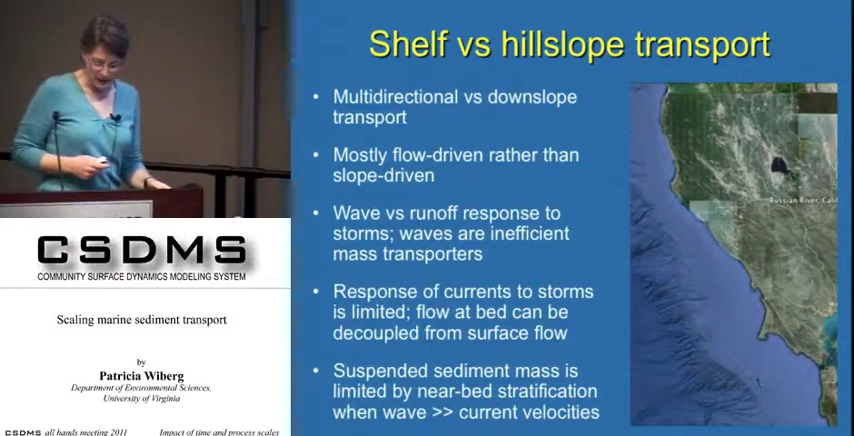 Shelf vs hillslope transport
• Multidirectional vs downslope
transport
• Mostly flow-driven rather than
slope-driven
• Wave vs runoff response to
storms; waves are inefficient
mass transporters
• Response of currents to storms
is limited; flow at bed can be
decoupled from surface flow
• Suspended sediment mass is
limited by near-bed stratification
when wave >> current velocities
Russian River, Cali
CSDMS
COMMUNITY SURFACE DYNAMICS MODELING SYSTEM
Scaling marine sediment transport
by
Patricia Wiberg
Department of Environmental Sciences,
University of Virginia
CSDMS all hands meeting 2011 Impact of time and process scales